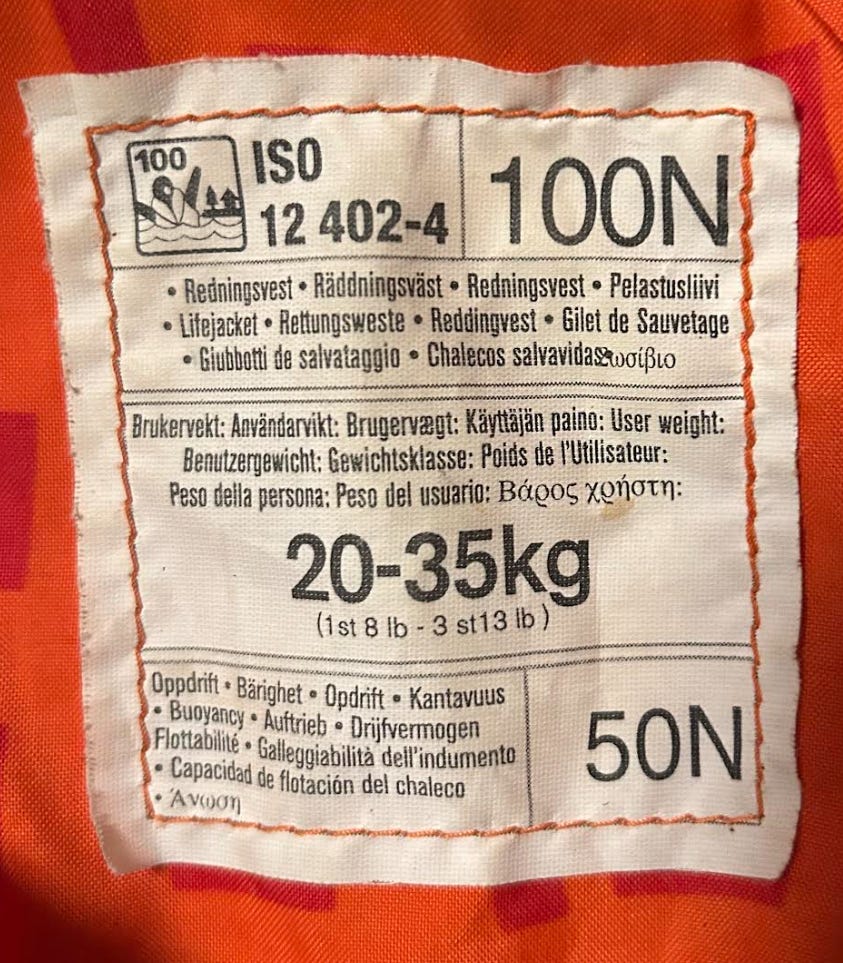 100
ISO
12 402-4
100N
• Redningsvest • Räddningsväst • Redningsvest • Pelastusliivi
• Lifejacket • Rettungsweste • Reddingvest • Gilet de Sauvetage
• Giubbotti de salvataggio • Chalecos salvavidas Σωσίβιο
Brukervekt: Användarvikt: Brugervægt: Käyttäjän paino: User weight:
Benutzergewicht: Gewichtsklasse: Poids de l'Utilisateur:
Peso della persona: Peso del usuario: Βάρος χρήστη:
20-35kg
(1st 8 lb - 3 st13 lb )
Oppdrift • Bärighet • Opdrift • Kantavuus
• Buoyancy • Auftrieb • Drijfvermogen
Flottabilité • Galleggiabilità dell'indumento
• Capacidad de flotación del chaleco
• Άνωση
50N